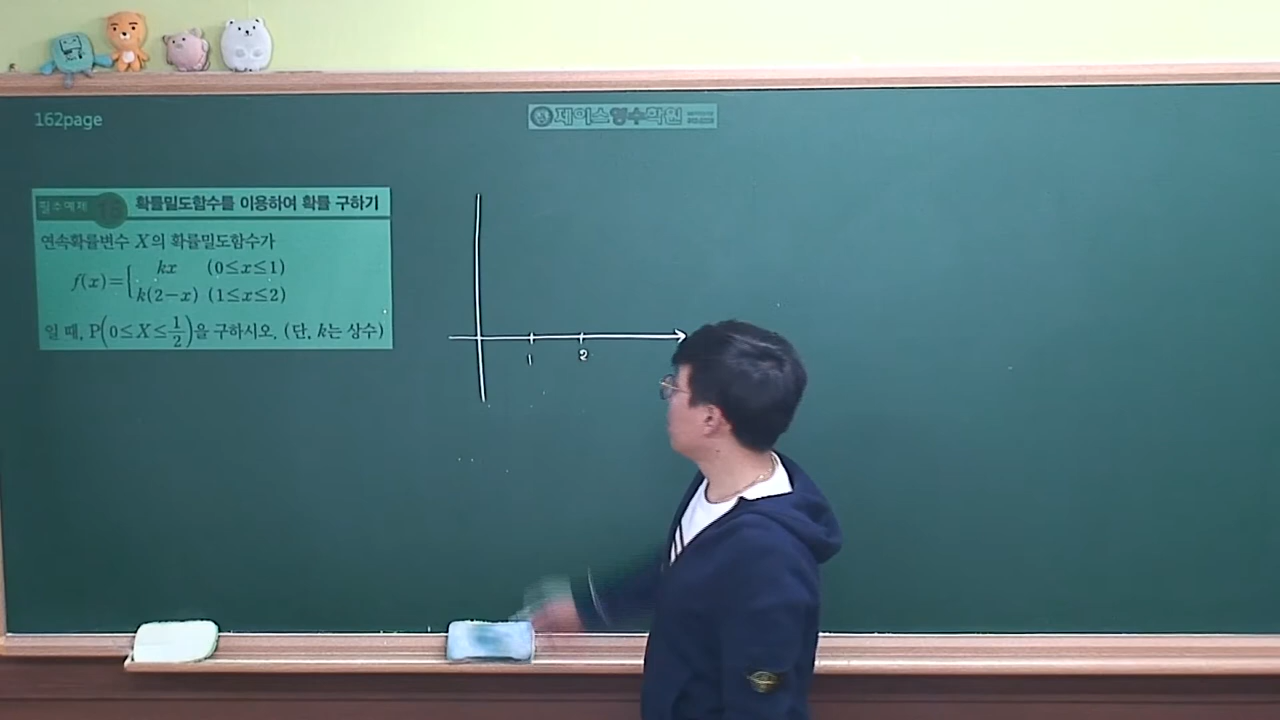 162page
제이스영수학원
필수예제 15 확률밀도함수를 이용하여 확률 구하기
연속확률변수 X의 확률밀도함수가
f(x)={ kx (0≤x≤1)
k(2−x) (1≤x≤2)
일 때, P(0≤X≤1/2)을 구하시오. (단, k는 상수)
1 2